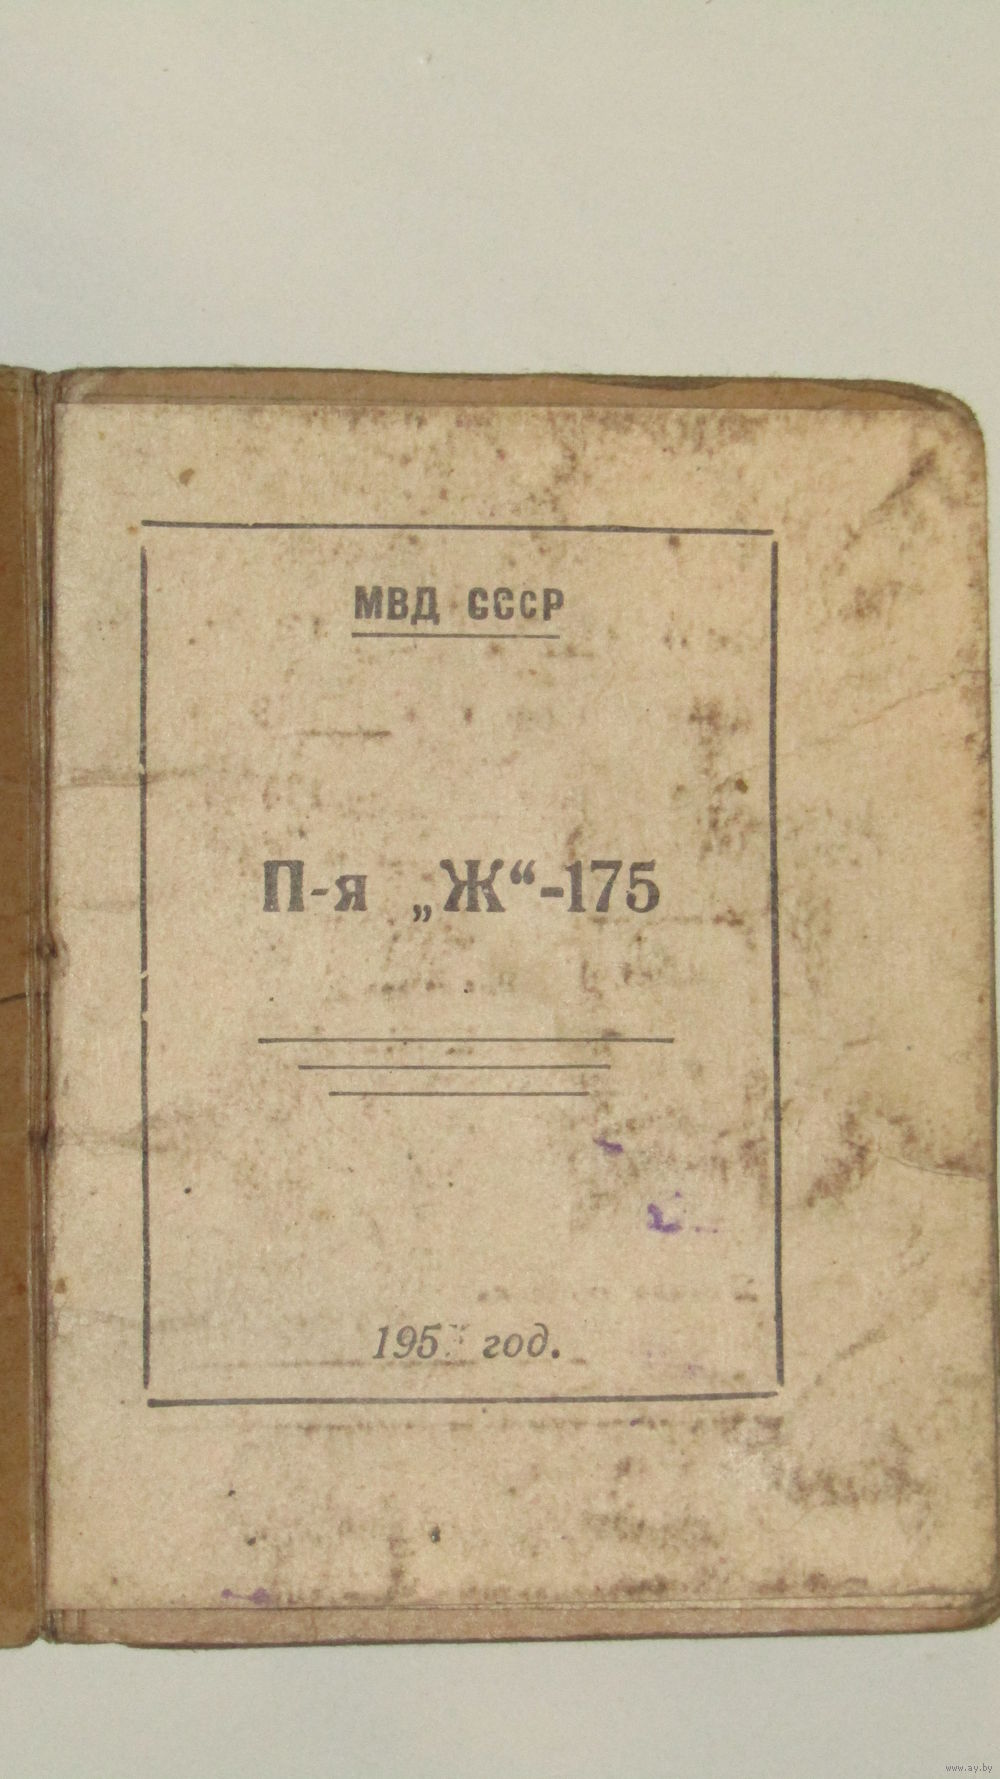 МВД СССР
П-я „Ж“-175
195 год.
www.ay.by